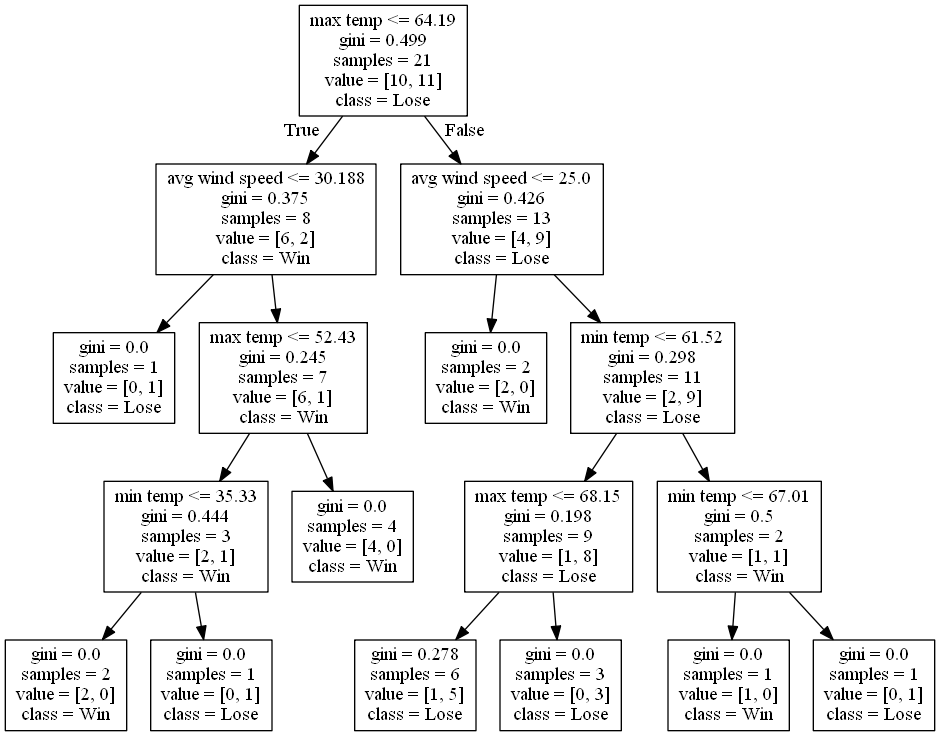 max temp <= 64.19
gini = 0.499
samples = 21
value = [10, 11]
class = Lose
True
False
avg wind speed <= 30.188
gini = 0.375
samples = 8
value = [6, 2]
class = Win
avg wind speed <= 25.0
gini = 0.426
samples = 13
value = [4, 9]
class = Lose
gini = 0.0
samples = 1
value = [0, 1]
class = Lose
max temp <= 52.43
gini = 0.245
samples = 7
value = [6, 1]
class = Win
gini = 0.0
samples = 2
value = [2, 0]
class = Win
min temp <= 61.52
gini = 0.298
samples = 11
value = [2, 9]
class = Lose
min temp <= 35.33
gini = 0.444
samples = 3
value = [2, 1]
class = Win
gini = 0.0
samples = 4
value = [4, 0]
class = Win
max temp <= 68.15
gini = 0.198
samples = 9
value = [1, 8]
class = Lose
min temp <= 67.01
gini = 0.5
samples = 2
value = [1, 1]
class = Win
gini = 0.0
samples = 2
value = [2, 0]
class = Win
gini = 0.0
samples = 1
value = [0, 1]
class = Lose
gini = 0.278
samples = 6
value = [1, 5]
class = Lose
gini = 0.0
samples = 3
value = [0, 3]
class = Lose
gini = 0.0
samples = 1
value = [1, 0]
class = Win
gini = 0.0
samples = 1
value = [0, 1]
class = Lose